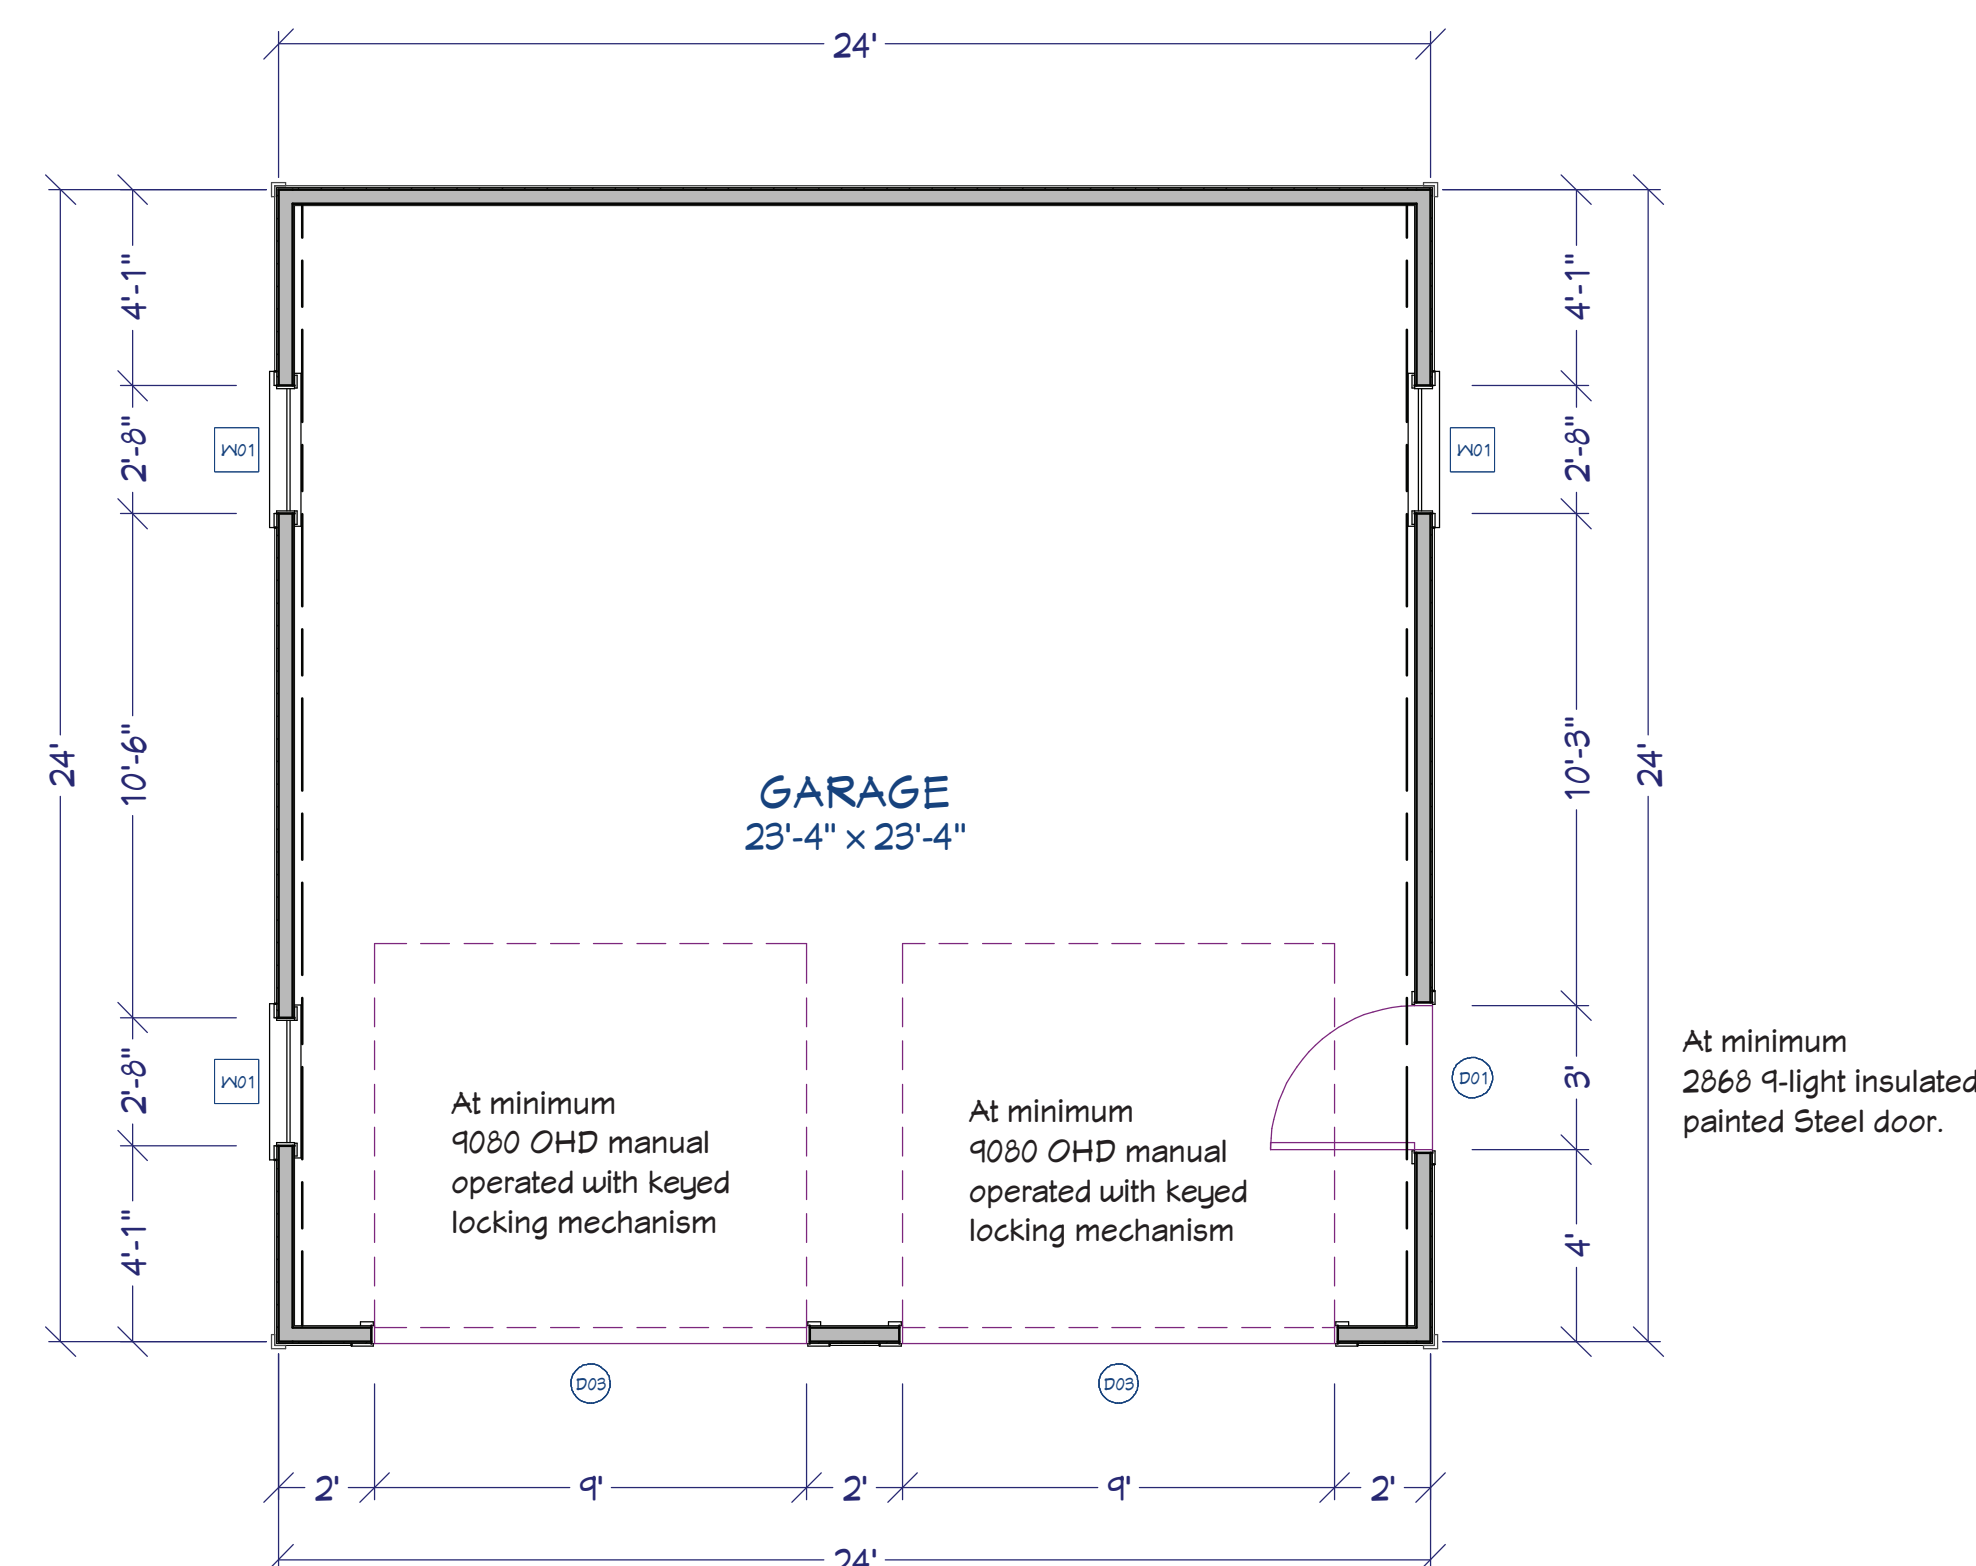 24'
4'-1"
4'-1"
2'-8"
W01
W01
2'-8"
24'
10'-6"
10'-3"
24'
GARAGE
23'-4" x 23'-4"
2'-8"
W01
At minimum
9080 OHD manual
operated with keyed
locking mechanism
At minimum
9080 OHD manual
operated with keyed
locking mechanism
D01
3'
At minimum
2868 9-light insulated
painted Steel door.
4'-1"
4'
D03
D03
2'
9'
2'
9'
2'
24'